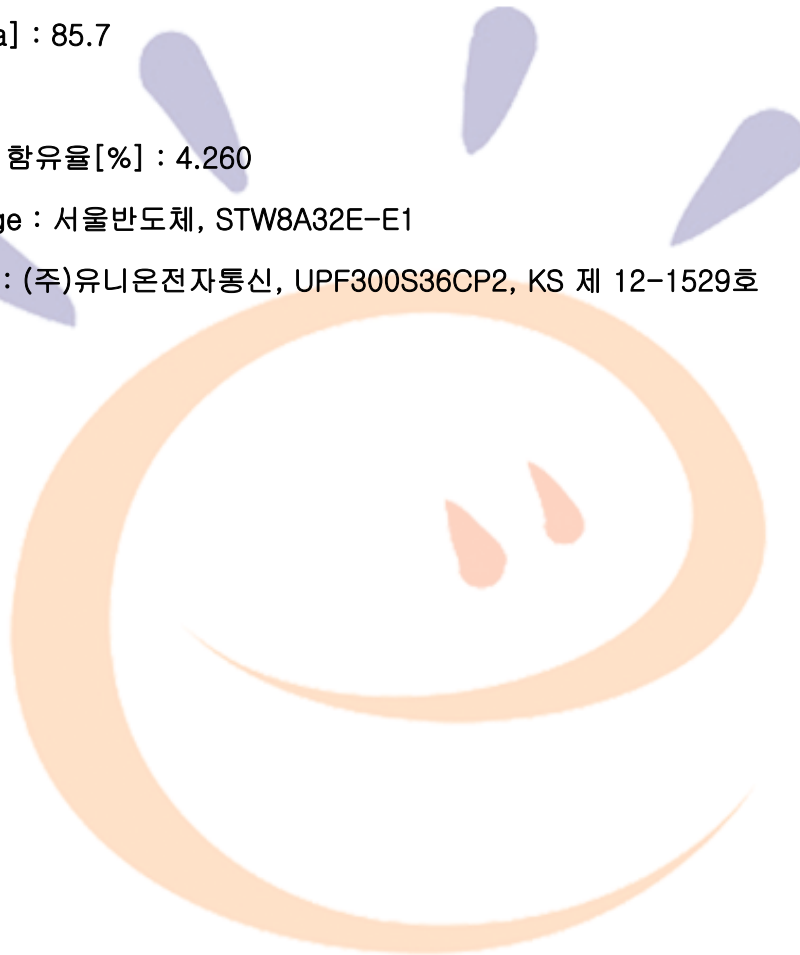 a] : 85.7
함유율[%] : 4.260
ge : 서울반도체, STW8A32E-E1
: (주)유니온전자통신, UPF300S36CP2, KS 제 12-1529호